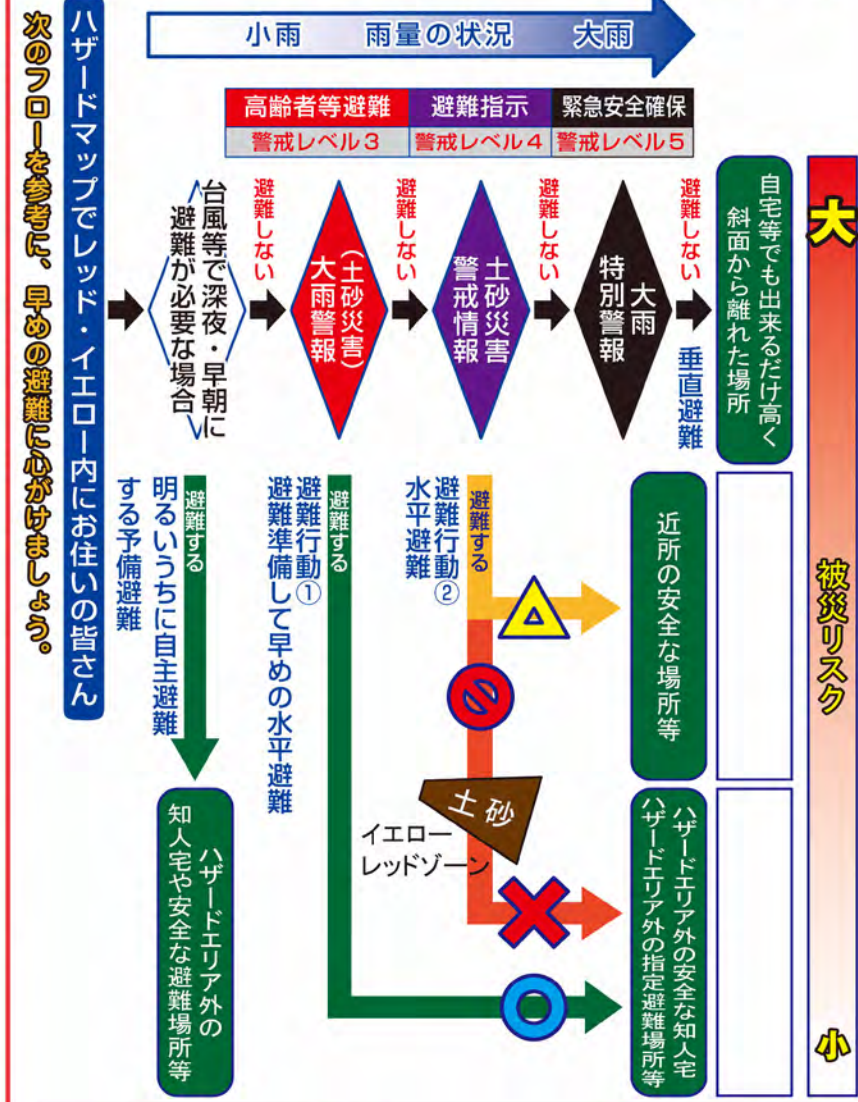 次のフローを参考に、早めの避難に心がけましょう。
ハザードマップでレッド・イエロー内にお住いの皆さん
小雨 雨量の状況 大雨
高齢者等避難 避難指示 緊急安全確保
警戒レベル3 警戒レベル4 警戒レベル5
台風等で深夜・早朝に
避難が必要な場合
避難しない
大雨警報
(土砂災害)
避難しない
土砂災害
警戒情報
避難しない
大雨
特別警報
避難しない
垂直避難
自宅等でも出来るだけ高く
斜面から離れた場所
避難する
明るいうちに自主避難
する予備避難
ハザードエリア外の
知人宅や安全な避難場所等
避難する
避難行動①
避難準備して早めの水平避難
避難する
避難行動②
水平避難
近所の安全な場所等
土砂
イエロー
レッドゾーン
ハザードエリア外の安全な知人宅
ハザードエリア外の指定避難場所等
大
被災リスク
小